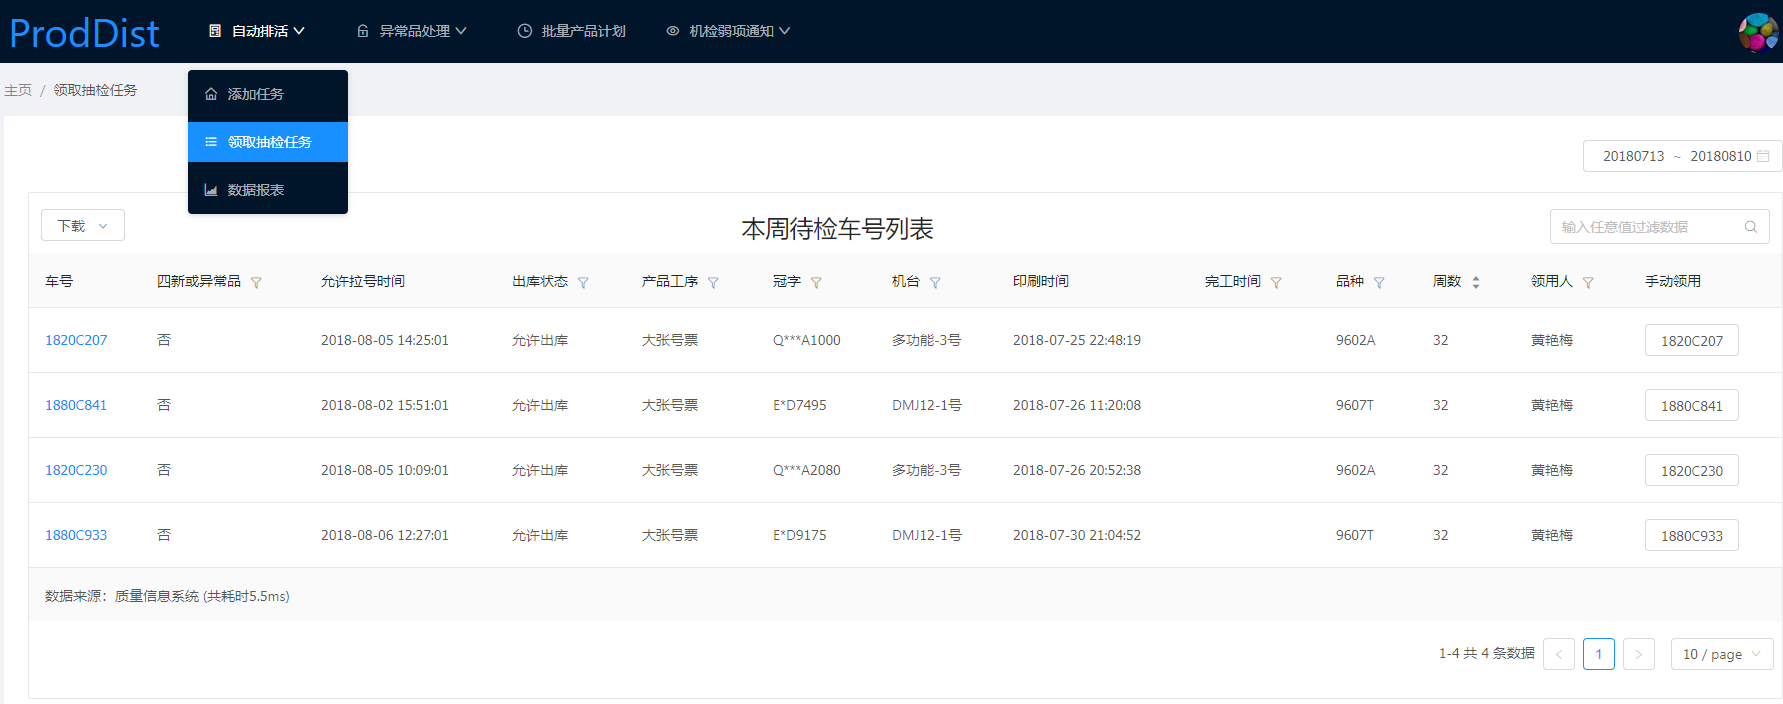 ProdDist 自动排活 异常品处理 批量产品计划 机检弱项通知
主页 / 领取抽检任务
添加任务
领取抽检任务
数据报表
20180713 ~ 20180810
下载 本周待检车号列表 输入任意值过滤数据
车号 四新或异常品 允许拉号时间 出库状态 产品工序 冠字 机台 印刷时间 完工时间 品种 周数 领用人 手动领用
1820C207 否 2018-08-05 14:25:01 允许出库 大张号票 Q***A1000 多功能-3号 2018-07-25 22:48:19 9602A 32 黄艳梅 1820C207
1880C841 否 2018-08-02 15:51:01 允许出库 大张号票 E*D7495 DMJ12-1号 2018-07-26 11:20:08 9607T 32 黄艳梅 1880C841
1820C230 否 2018-08-05 10:09:01 允许出库 大张号票 Q***A2080 多功能-3号 2018-07-26 20:52:38 9602A 32 黄艳梅 1820C230
1880C933 否 2018-08-06 12:27:01 允许出库 大张号票 E*D9175 DMJ12-1号 2018-07-30 21:04:52 9607T 32 黄艳梅 1880C933
数据来源：质量信息系统 (共耗时5.5ms)
1-4 共 4 条数据 < 1 > 10 / page